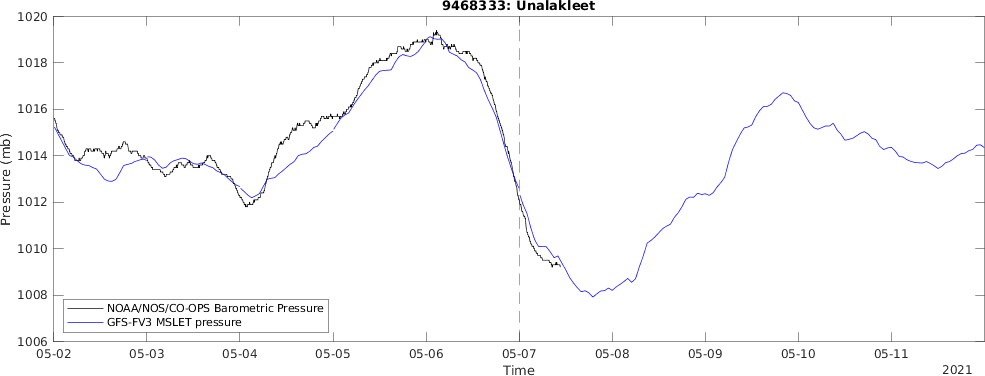 9468333: Unalakleet
Pressure (mb)
1020
1018
1016
1014
1012
1010
1008
1006
NOAA/NOS/CO-OPS Barometric Pressure
GFS-FV3 MSLET pressure
05-02 05-03 05-04 05-05 05-06 05-07 05-08 05-09 05-10 05-11
Time
2021